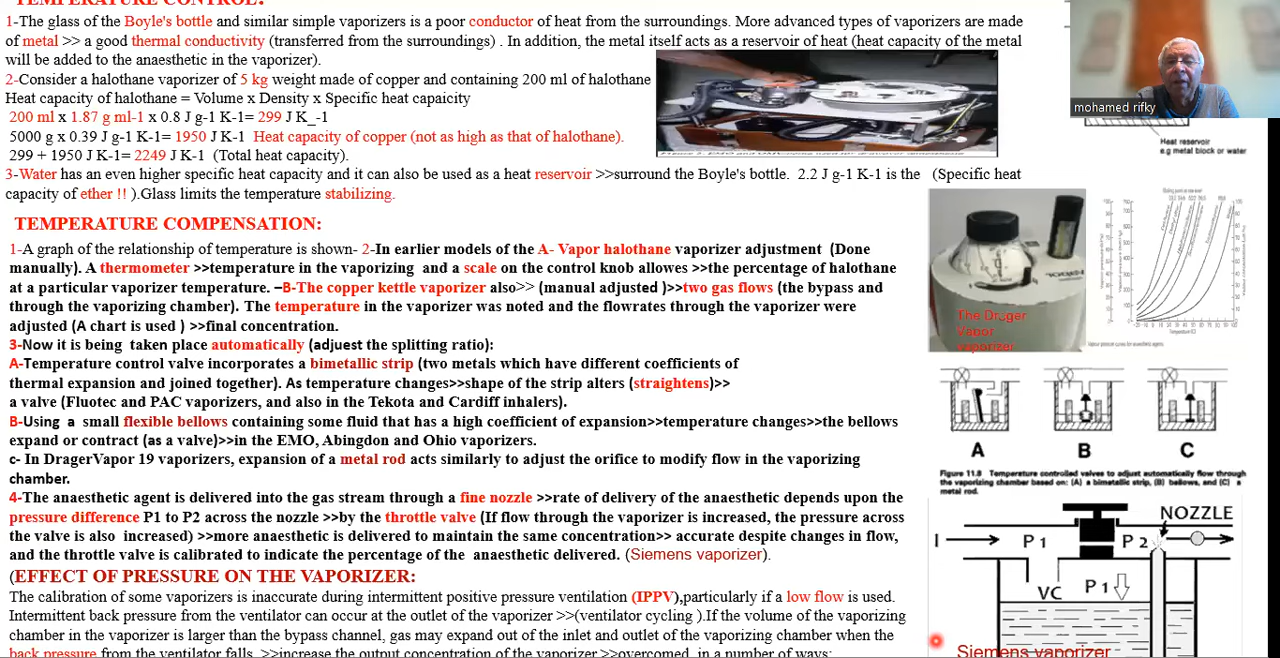 TEMPERATURE CONTROL:
1-The glass of the Boyle's bottle and similar simple vaporizers is a poor conductor of heat from the surroundings. More advanced types of vaporizers are made
of metal >> a good thermal conductivity (transferred from the surroundings) . In addition, the metal itself acts as a reservoir of heat (heat capacity of the metal
will be added to the anaesthetic in the vaporizer).
2-Consider a halothane vaporizer of 5 kg weight made of copper and containing 200 ml of halothane
Heat capacity of halothane = Volume x Density x Specific heat capaicity
200 ml x 1.87 g ml-1 x 0.8 J g-1 K-1= 299 J K_-1
5000 g x 0.39 J g-1 K-1= 1950 J K-1 Heat capacity of copper (not as high as that of halothane).
299 + 1950 J K-1= 2249 J K-1 (Total heat capacity).
3-Water has an even higher specific heat capacity and it can also be used as a heat reservoir >>surround the Boyle's bottle. 2.2 J g-1 K-1 is the (Specific heat
capacity of ether !! ).Glass limits the temperature stabilizing.
TEMPERATURE COMPENSATION:
1-A graph of the relationship of temperature is shown- 2-In earlier models of the A- Vapor halothane vaporizer adjustment (Done
manually). A thermometer >>temperature in the vaporizing and a scale on the control knob allowes >>the percentage of halothane
at a particular vaporizer temperature. –B-The copper kettle vaporizer also>> (manual adjusted )>>two gas flows (the bypass and
through the vaporizing chamber). The temperature in the vaporizer was noted and the flowrates through the vaporizer were
adjusted (A chart is used ) >>final concentration.
3-Now it is being taken place automatically (adjuest the splitting ratio):
A-Temperature control valve incorporates a bimetallic strip (two metals which have different coefficients of
thermal expansion and joined together). As temperature changes>>shape of the strip alters (straightens)>>
a valve (Fluotec and PAC vaporizers, and also in the Tekota and Cardiff inhalers).
B-Using a small flexible bellows containing some fluid that has a high coefficient of expansion>>temperature changes>>the bellows
expand or contract (as a valve)>>in the EMO, Abingdon and Ohio vaporizers.
c- In DragerVapor 19 vaporizers, expansion of a metal rod acts similarly to adjust the orifice to modify flow in the vaporizing
chamber.
4-The anaesthetic agent is delivered into the gas stream through a fine nozzle >>rate of delivery of the anaesthetic depends upon the
pressure difference P1 to P2 across the nozzle >>by the throttle valve (If flow through the vaporizer is increased, the pressure across
the valve is also increased) >>more anaesthetic is delivered to maintain the same concentration>> accurate despite changes in flow,
and the throttle valve is calibrated to indicate the percentage of the anaesthetic delivered. (Siemens vaporizer).
(EFFECT OF PRESSURE ON THE VAPORIZER:
The calibration of some vaporizers is inaccurate during intermittent positive pressure ventilation (IPPV),particularly if a low flow is used.
Intermittent back pressure from the ventilator can occur at the outlet of the vaporizer >>(ventilator cycling ).If the volume of the vaporizing
chamber in the vaporizer is larger than the bypass channel, gas may expand out of the inlet and outlet of the vaporizing chamber when the
back pressure from the ventilator falls. >>increase the output concentration of the vaporizer >>overcomed in a number of ways:
mohamed rifky
Heat reservoir
e.g metal block or water
The Drager
Vabor
vaporizer
A B C
Figure 11.8 Temperature controlled valves to adjust automatically flow through
the vaporizing chamber based on: (A) a bimetallic strip, (B) bellows, and (C) a
metal rod.
NOZZLE
I P 1 P 2
VC P 1
Siemens vaporizer